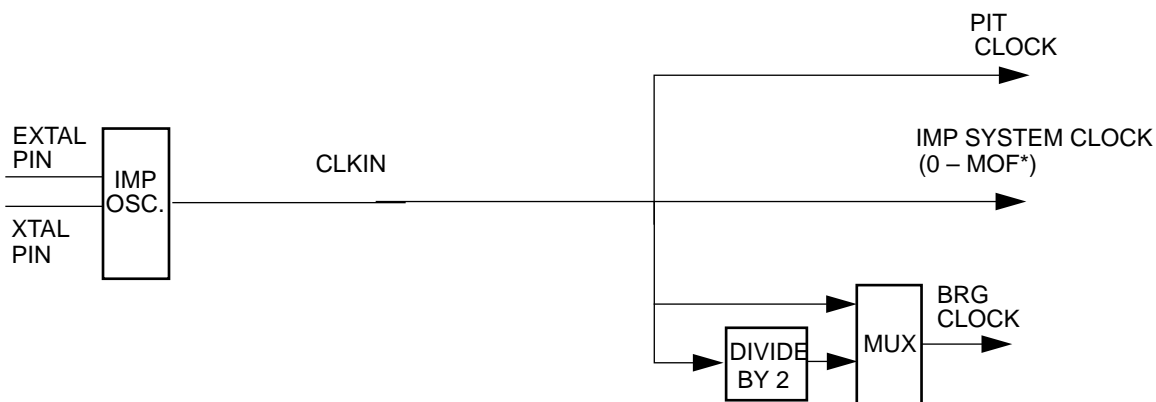 PIT
CLOCK
EXTAL
PIN
IMP
OSC.
XTAL
PIN
CLKIN
IMP SYSTEM CLOCK
(0 – MOF*)
DIVIDE
BY 2
MUX
BRG
CLOCK